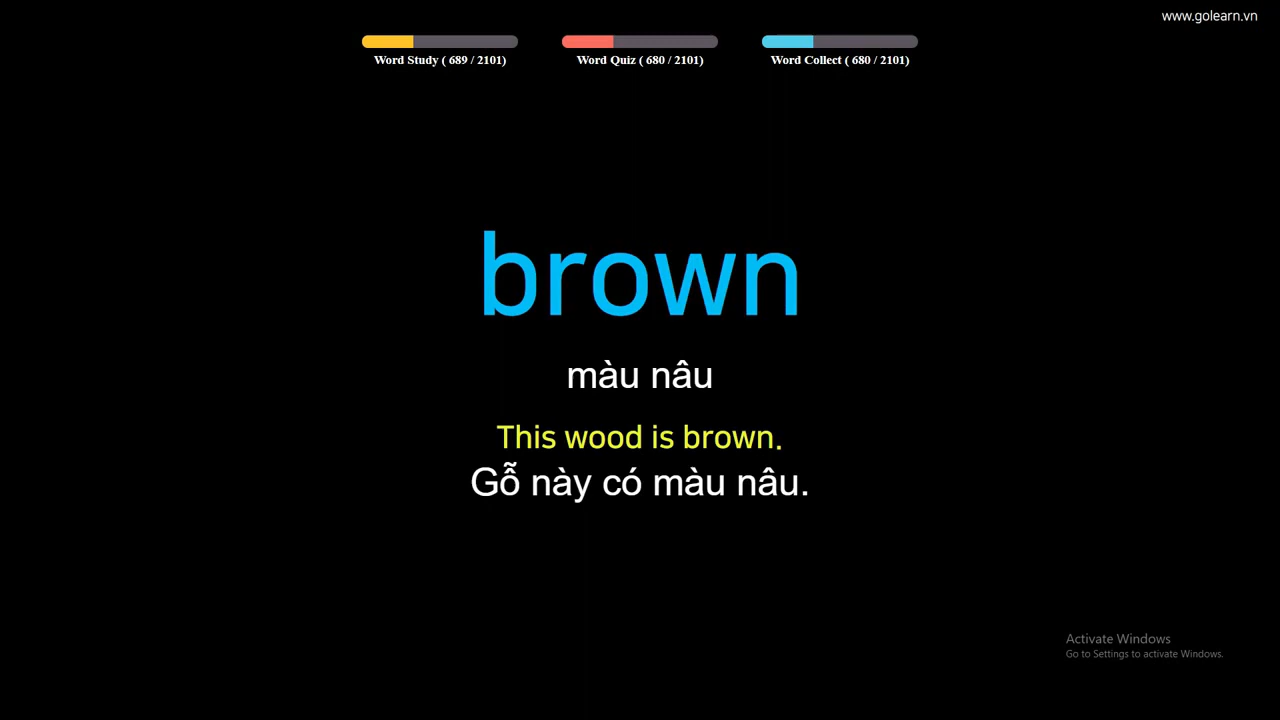 www.golearn.vn
Word Study ( 689 / 2101)
Word Quiz ( 680 / 2101)
Word Collect ( 680 / 2101)
brown
màu nâu
This wood is brown.
Gỗ này có màu nâu.
Activate Windows
Go to Settings to activate Windows.